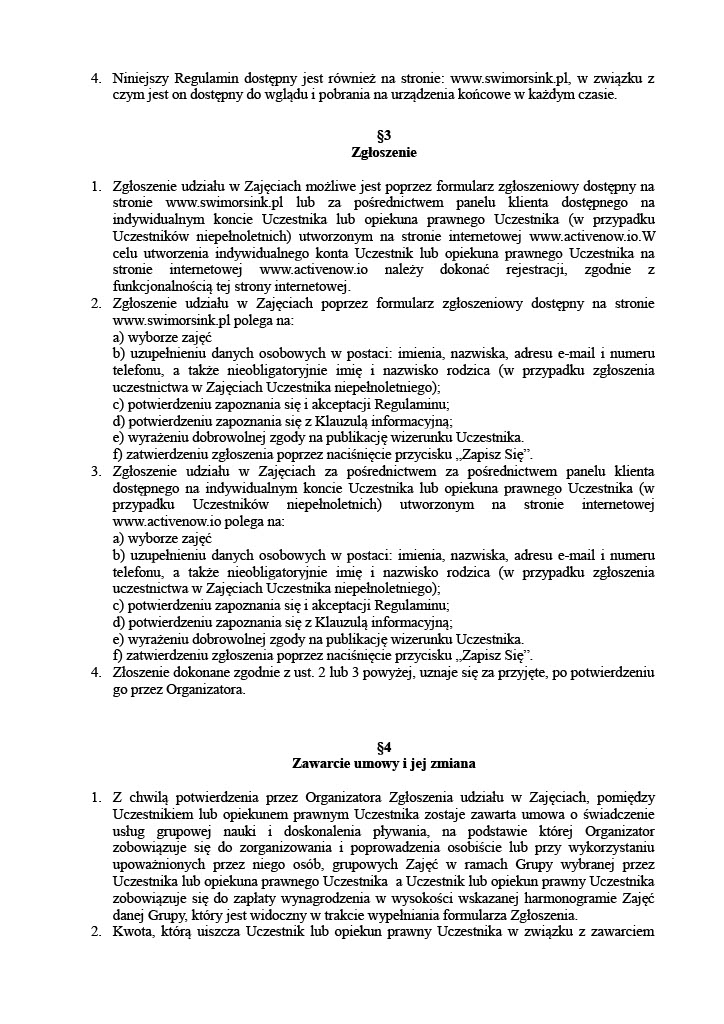 4. Niniejszy Regulamin dostępny jest również na stronie: www.swimorsink.pl, w związku z
czym jest on dostępny do wglądu i pobrania na urządzenia końcowe w każdym czasie.
§3
Zgłoszenie
1. Zgłoszenie udziału w Zajęciach możliwe jest poprzez formularz zgłoszeniowy dostępny na
stronie www.swimorsink.pl lub za pośrednictwem panelu klienta dostępnego na
indywidualnym koncie Uczestnika lub opiekuna prawnego Uczestnika (w przypadku
Uczestników niepełnoletnich) utworzonym na stronie internetowej www.activenow.io.W
celu utworzenia indywidualnego konta Uczestnik lub opiekuna prawnego Uczestnika na
stronie internetowej www.activenow.io należy dokonać rejestracji, zgodnie z
funkcjonalnością tej strony internetowej.
2. Zgłoszenie udziału w Zajęciach poprzez formularz zgłoszeniowy dostępny na stronie
www.swimorsink.pl polega na:
a) wyborze zajęć
b) uzupełnieniu danych osobowych w postaci: imienia, nazwiska, adresu e-mail i numeru
telefonu, a także nieobligatoryjnie imię i nazwisko rodzica (w przypadku zgłoszenia
uczestnictwa w Zajęciach Uczestnika niepełnoletniego);
c) potwierdzeniu zapoznania się i akceptacji Regulaminu;
d) potwierdzeniu zapoznania się z Klauzulą informacyjną;
e) wyrażeniu dobrowolnej zgody na publikację wizerunku Uczestnika.
f) zatwierdzeniu zgłoszenia poprzez naciśnięcie przycisku „Zapisz Się”.
3. Zgłoszenie udziału w Zajęciach za pośrednictwem za pośrednictwem panelu klienta
dostępnego na indywidualnym koncie Uczestnika lub opiekuna prawnego Uczestnika (w
przypadku Uczestników niepełnoletnich) utworzonym na stronie internetowej
www.activenow.io polega na:
a) wyborze zajęć
b) uzupełnieniu danych osobowych w postaci: imienia, nazwiska, adresu e-mail i numeru
telefonu, a także nieobligatoryjnie imię i nazwisko rodzica (w przypadku zgłoszenia
uczestnictwa w Zajęciach Uczestnika niepełnoletniego);
c) potwierdzeniu zapoznania się i akceptacji Regulaminu;
d) potwierdzeniu zapoznania się z Klauzulą informacyjną;
e) wyrażeniu dobrowolnej zgody na publikację wizerunku Uczestnika.
f) zatwierdzeniu zgłoszenia poprzez naciśnięcie przycisku „Zapisz Się”.
4. Złoszenie dokonane zgodnie z ust. 2 lub 3 powyżej, uznaje się za przyjęte, po potwierdzeniu
go przez Organizatora.
§4
Zawarcie umowy i jej zmiana
1. Z chwilą potwierdzenia przez Organizatora Zgłoszenia udziału w Zajęciach, pomiędzy
Uczestnikiem lub opiekunem prawnym Uczestnika zostaje zawarta umowa o świadczenie
usług grupowej nauki i doskonalenia pływania, na podstawie której Organizator
zobowiązuje się do zorganizowania i poprowadzenia osobiście lub przy wykorzystaniu
upoważnionych przez niego osób, grupowych Zajęć w ramach Grupy wybranej przez
Uczestnika lub opiekuna prawnego Uczestnika a Uczestnik lub opiekun prawny Uczestnika
zobowiązuje się do zapłaty wynagrodzenia w wysokości wskazanej harmonogramie Zajęć
danej Grupy, który jest widoczny w trakcie wypełniania formularza Zgłoszenia.
2. Kwota, którą uiszcza Uczestnik lub opiekun prawny Uczestnika w związku z zawarciem